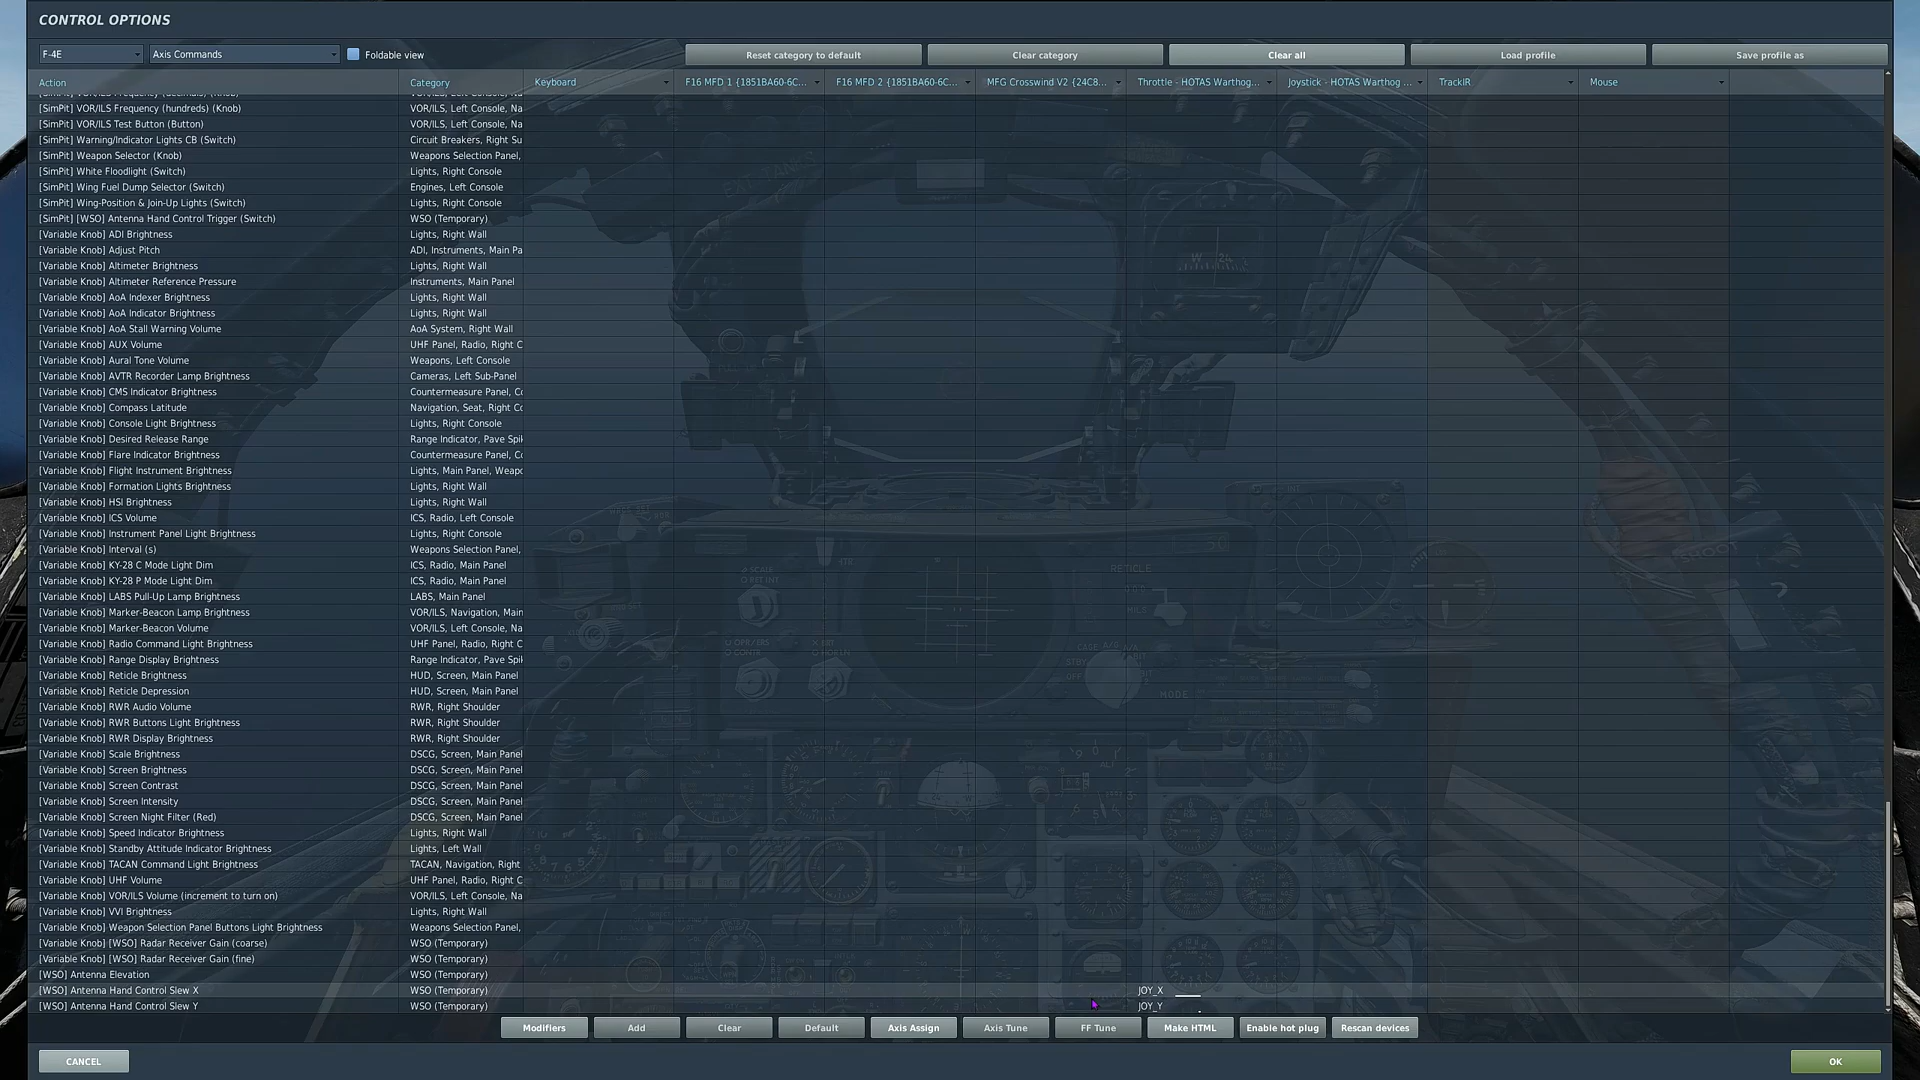 CONTROL OPTIONS
F-4E Axis Commands Foldable view Reset category to default Clear category Clear all Load profile Save profile as
Action Category Keyboard F16 MFD 1 {1851BA60-6C... F16 MFD 2 {1851BA60-6C... MFG Crosswind V2 {24C8... Throttle - HOTAS Warthog... Joystick - HOTAS Warthog ... TrackIR Mouse
[SimPit] VOR/ILS Frequency (hundreds) (Knob) VOR/ILS, Left Console, Na
[SimPit] VOR/ILS Test Button (Button) VOR/ILS, Left Console, Na
[SimPit] Warning/Indicator Lights CB (Switch) Circuit Breakers, Right Su
[SimPit] Weapon Selector (Knob) Weapons Selection Panel,
[SimPit] White Floodlight (Switch) Lights, Right Console
[SimPit] Wing Fuel Dump Selector (Switch) Engines, Left Console
[SimPit] Wing-Position & Join-Up Lights (Switch) Lights, Right Console
[SimPit] [WSO] Antenna Hand Control Trigger (Switch) WSO (Temporary)
[Variable Knob] ADI Brightness Lights, Right Wall
[Variable Knob] Adjust Pitch ADI, Instruments, Main Pa
[Variable Knob] Altimeter Brightness Lights, Right Wall
[Variable Knob] Altimeter Reference Pressure Instruments, Main Panel
[Variable Knob] AoA Indexer Brightness Lights, Right Wall
[Variable Knob] AoA Indicator Brightness Lights, Right Wall
[Variable Knob] AoA Stall Warning Volume AoA System, Right Wall
[Variable Knob] AUX Volume UHF Panel, Radio, Right C
[Variable Knob] Aural Tone Volume Weapons, Left Console
[Variable Knob] AVTR Recorder Lamp Brightness Cameras, Left Sub-Panel
[Variable Knob] CMS Indicator Brightness Countermeasure Panel, Co
[Variable Knob] Compass Latitude Navigation, Seat, Right Co
[Variable Knob] Console Light Brightness Lights, Right Console
[Variable Knob] Desired Release Range Range Indicator, Pave Spik
[Variable Knob] Flare Indicator Brightness Countermeasure Panel, Co
[Variable Knob] Flight Instrument Brightness Lights, Main Panel, Weapo
[Variable Knob] Formation Lights Brightness Lights, Right Wall
[Variable Knob] HSI Brightness Lights, Right Wall
[Variable Knob] ICS Volume ICS, Radio, Left Console
[Variable Knob] Instrument Panel Light Brightness Lights, Right Console
[Variable Knob] Interval (s) Weapons Selection Panel,
[Variable Knob] KY-28 C Mode Light Dim ICS, Radio, Main Panel
[Variable Knob] KY-28 P Mode Light Dim ICS, Radio, Main Panel
[Variable Knob] LABS Pull-Up Lamp Brightness LABS, Main Panel
[Variable Knob] Marker-Beacon Lamp Brightness VOR/ILS, Navigation, Main
[Variable Knob] Marker-Beacon Volume VOR/ILS, Left Console, Na
[Variable Knob] Radio Command Light Brightness UHF Panel, Radio, Right C
[Variable Knob] Range Display Brightness Range Indicator, Pave Spik
[Variable Knob] Reticle Brightness HUD, Screen, Main Panel
[Variable Knob] Reticle Depression HUD, Screen, Main Panel
[Variable Knob] RWR Audio Volume RWR, Right Shoulder
[Variable Knob] RWR Buttons Light Brightness RWR, Right Shoulder
[Variable Knob] RWR Display Brightness RWR, Right Shoulder
[Variable Knob] Scale Brightness DSCG, Screen, Main Panel
[Variable Knob] Screen Brightness DSCG, Screen, Main Panel
[Variable Knob] Screen Contrast DSCG, Screen, Main Panel
[Variable Knob] Screen Intensity DSCG, Screen, Main Panel
[Variable Knob] Screen Night Filter (Red) DSCG, Screen, Main Panel
[Variable Knob] Speed Indicator Brightness Lights, Right Wall
[Variable Knob] Standby Attitude Indicator Brightness Lights, Left Wall
[Variable Knob] TACAN Command Light Brightness TACAN, Navigation, Right
[Variable Knob] UHF Volume UHF Panel, Radio, Right C
[Variable Knob] VOR/ILS Volume (increment to turn on) VOR/ILS, Left Console, Na
[Variable Knob] VVI Brightness Lights, Right Wall
[Variable Knob] Weapon Selection Panel Buttons Light Brightness Weapons Selection Panel,
[Variable Knob] [WSO] Radar Receiver Gain (coarse) WSO (Temporary)
[Variable Knob] [WSO] Radar Receiver Gain (fine) WSO (Temporary)
[WSO] Antenna Elevation WSO (Temporary)
[WSO] Antenna Hand Control Slew X WSO (Temporary) JOY_X
[WSO] Antenna Hand Control Slew Y WSO (Temporary) JOY_Y
Modifiers Add Clear Default Axis Assign Axis Tune FF Tune Make HTML Enable hot plug Rescan devices
CANCEL OK